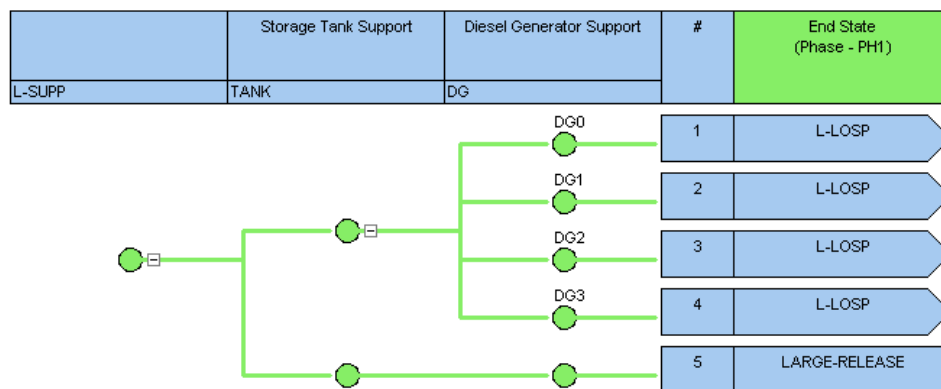 Storage Tank Support
Diesel Generator Support
#
End State
(Phase - PH1)
L-SUPP
TANK
DG
DG0
1
L-LOSP
DG1
2
L-LOSP
DG2
3
L-LOSP
DG3
4
L-LOSP
5
LARGE-RELEASE